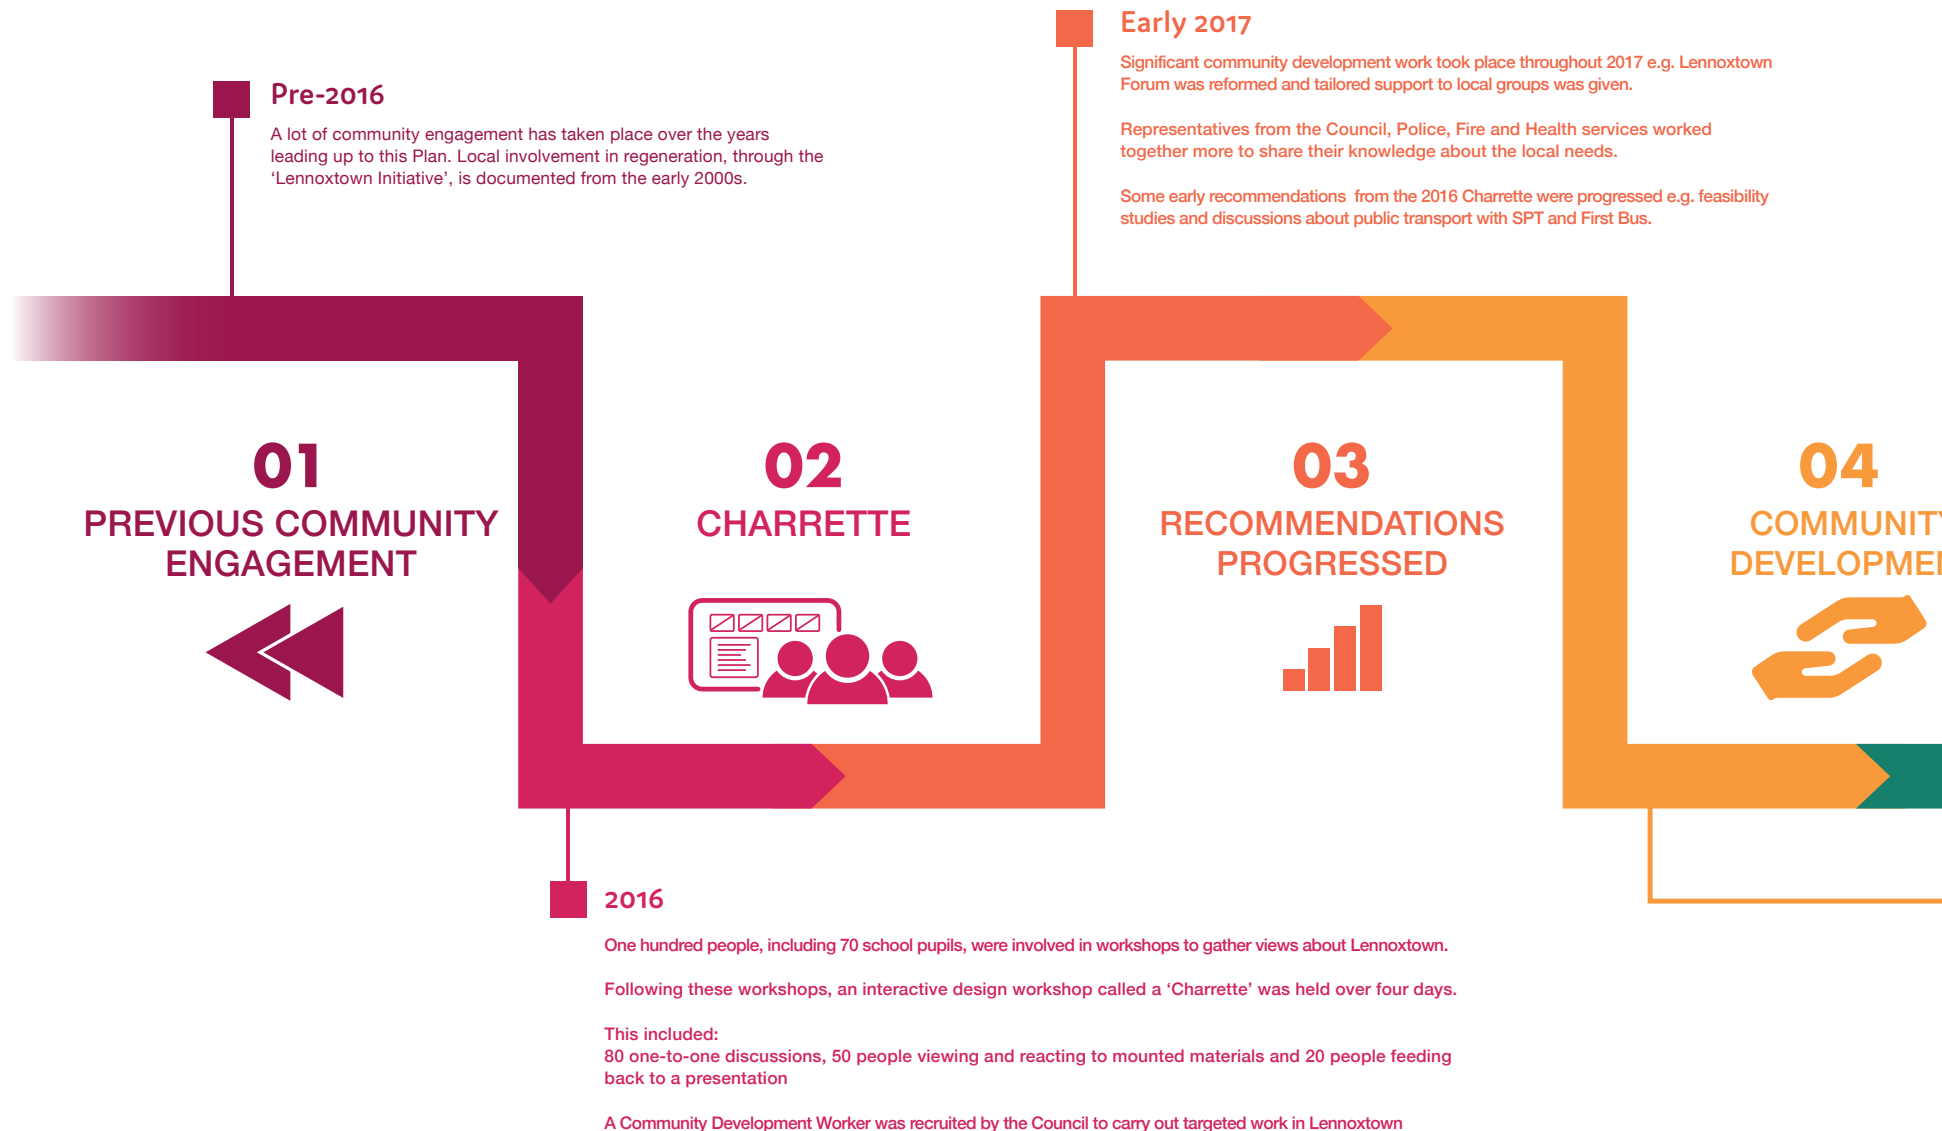 Pre-2016
A lot of community engagement has taken place over the years
leading up to this Plan. Local involvement in regeneration, through the
‘Lennoxtown Initiative’, is documented from the early 2000s.
Early 2017
Significant community development work took place throughout 2017 e.g. Lennoxtown
Forum was reformed and tailored support to local groups was given.
Representatives from the Council, Police, Fire and Health services worked
together more to share their knowledge about the local needs.
Some early recommendations  from the 2016 Charrette were progressed e.g. feasibility
studies and discussions about public transport with SPT and First Bus.
01
PREVIOUS COMMUNITY
ENGAGEMENT
02
CHARRETTE
03
RECOMMENDATIONS
PROGRESSED
04
COMMUNITY
DEVELOPMEN
2016
One hundred people, including 70 school pupils, were involved in workshops to gather views about Lennoxtown.
Following these workshops, an interactive design workshop called a ‘Charrette’ was held over four days.
This included:
80 one-to-one discussions, 50 people viewing and reacting to mounted materials and 20 people feeding
back to a presentation
A Community Development Worker was recruited by the Council to carry out targeted work in Lennoxtown